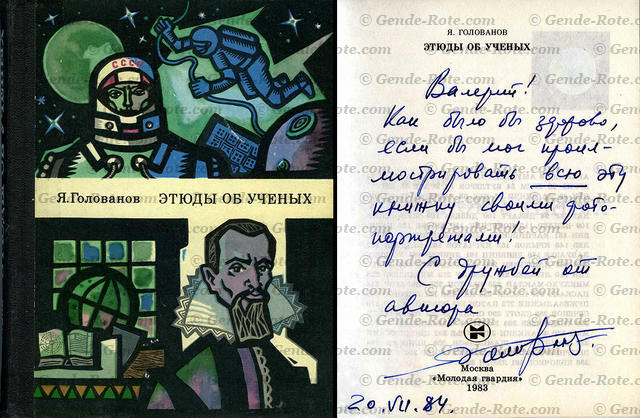 СССР
Я. Голованов ЭТЮДЫ ОБ УЧЕНЫХ
© Gende-Rote.com
Я. ГОЛОВАНОВ
ЭТЮДЫ ОБ УЧЕНЫХ
Валерий!
Как было бы здорово,
если бы мог проил-
люстрировать всю эту
книжку своими фото-
портретами!
С дружбой от
автора
Москва
«Молодая гвардия»
1983
20.VII.84.